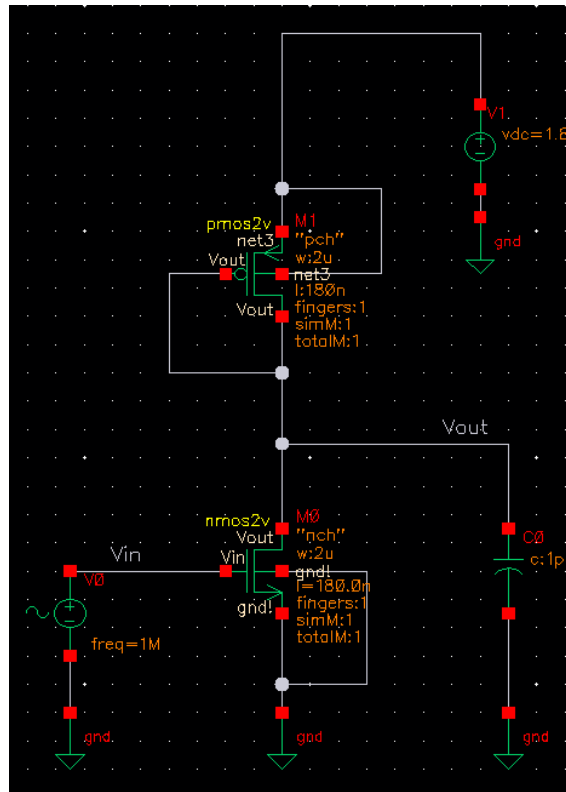 V1
vdc=1.8
gnd
pmos2v
M1
net3
"pch"
w:2u
Vout
net3
l:180n
Vout
fingers:1
simM:1
totalM:1
Vout
nmos2v
M0
Vout
"nch"
w:2u
Vin
Vin
gnd!
l=180.0n
gnd!
fingers:1
simM:1
totalM:1
C0
c:1p
V0
freq=1M
gnd
gnd
gnd